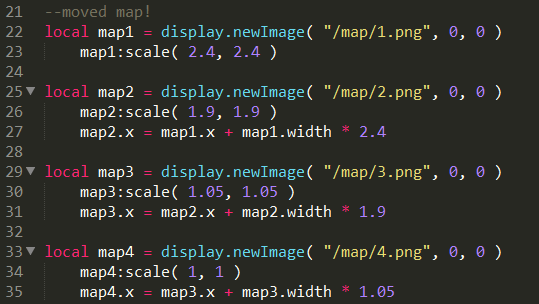 21 --moved map!
22 local map1 = display.newImage( "/map/1.png", 0, 0 )
23     map1:scale( 2.4, 2.4 )
24
25 local map2 = display.newImage( "/map/2.png", 0, 0 )
26     map2:scale( 1.9, 1.9 )
27     map2.x = map1.x + map1.width * 2.4
28
29 local map3 = display.newImage( "/map/3.png", 0, 0 )
30     map3:scale( 1.05, 1.05 )
31     map3.x = map2.x + map2.width * 1.9
32
33 local map4 = display.newImage( "/map/4.png", 0, 0 )
34     map4:scale( 1, 1 )
35     map4.x = map3.x + map3.width * 1.05